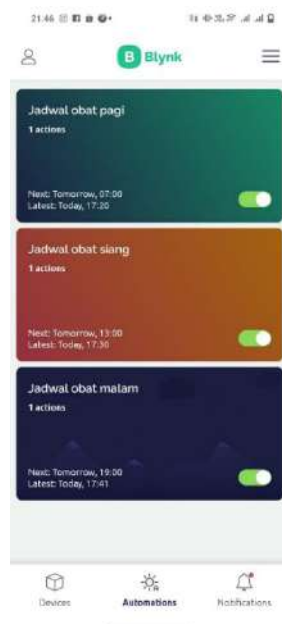 21:46
Blynk
Jadwal obat pagi
1 actions
Next: Tomorrow, 07:00
Latest: Today, 17:20
Jadwal obat siang
1 actions
Next: Tomorrow, 13:00
Latest: Today, 17:30
Jadwal obat malam
1 actions
Next: Tomorrow, 19:00
Latest: Today, 17:41
Devices Automations Notifications